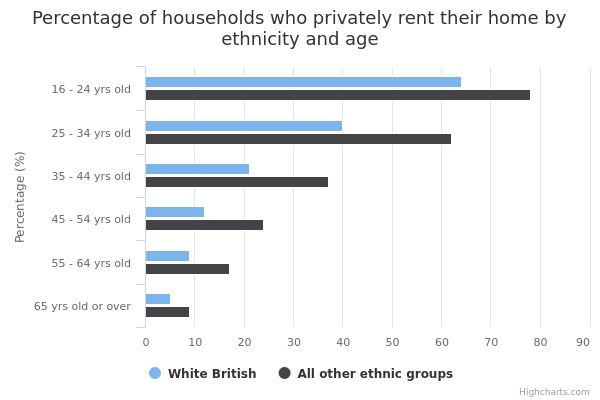 Percentage of households who privately rent their home by
ethnicity and age
Percentage (%)
16 - 24 yrs old
25 - 34 yrs old
35 - 44 yrs old
45 - 54 yrs old
55 - 64 yrs old
65 yrs old or over
0 10 20 30 40 50 60 70 80 90
White British All other ethnic groups
Highcharts.com